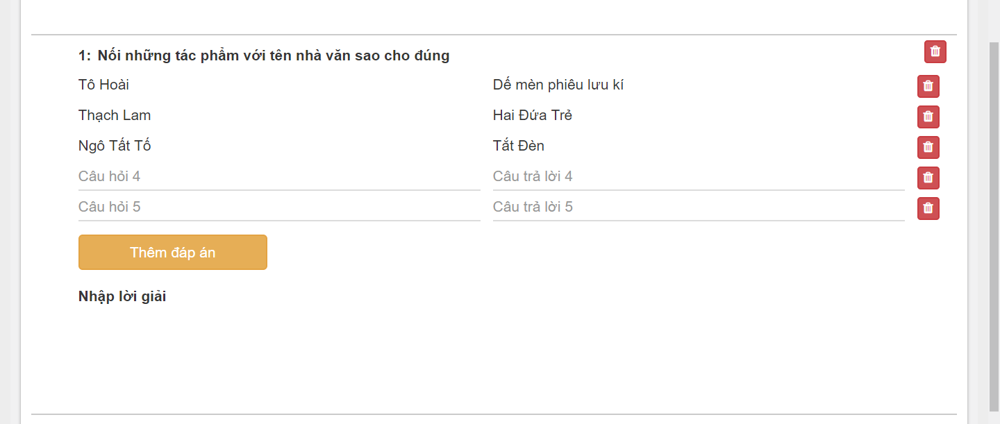 1: Nối những tác phẩm với tên nhà văn sao cho đúng
Tô Hoài Dế mèn phiêu lưu kí
Thạch Lam Hai Đứa Trẻ
Ngô Tất Tố Tắt Đèn
Câu hỏi 4 Câu trả lời 4
Câu hỏi 5 Câu trả lời 5
Thêm đáp án
Nhập lời giải